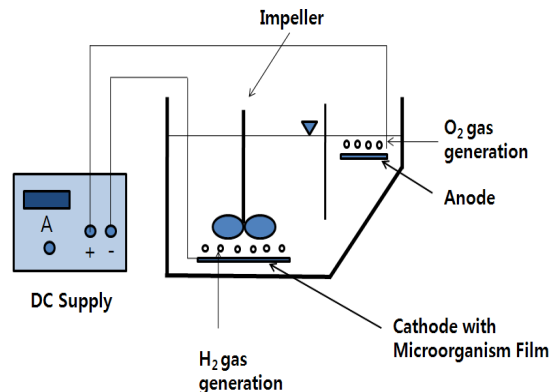 Impeller
O2 gas
generation
Anode
A
+ -
DC Supply
Cathode with
Microorganism Film
H2 gas
generation